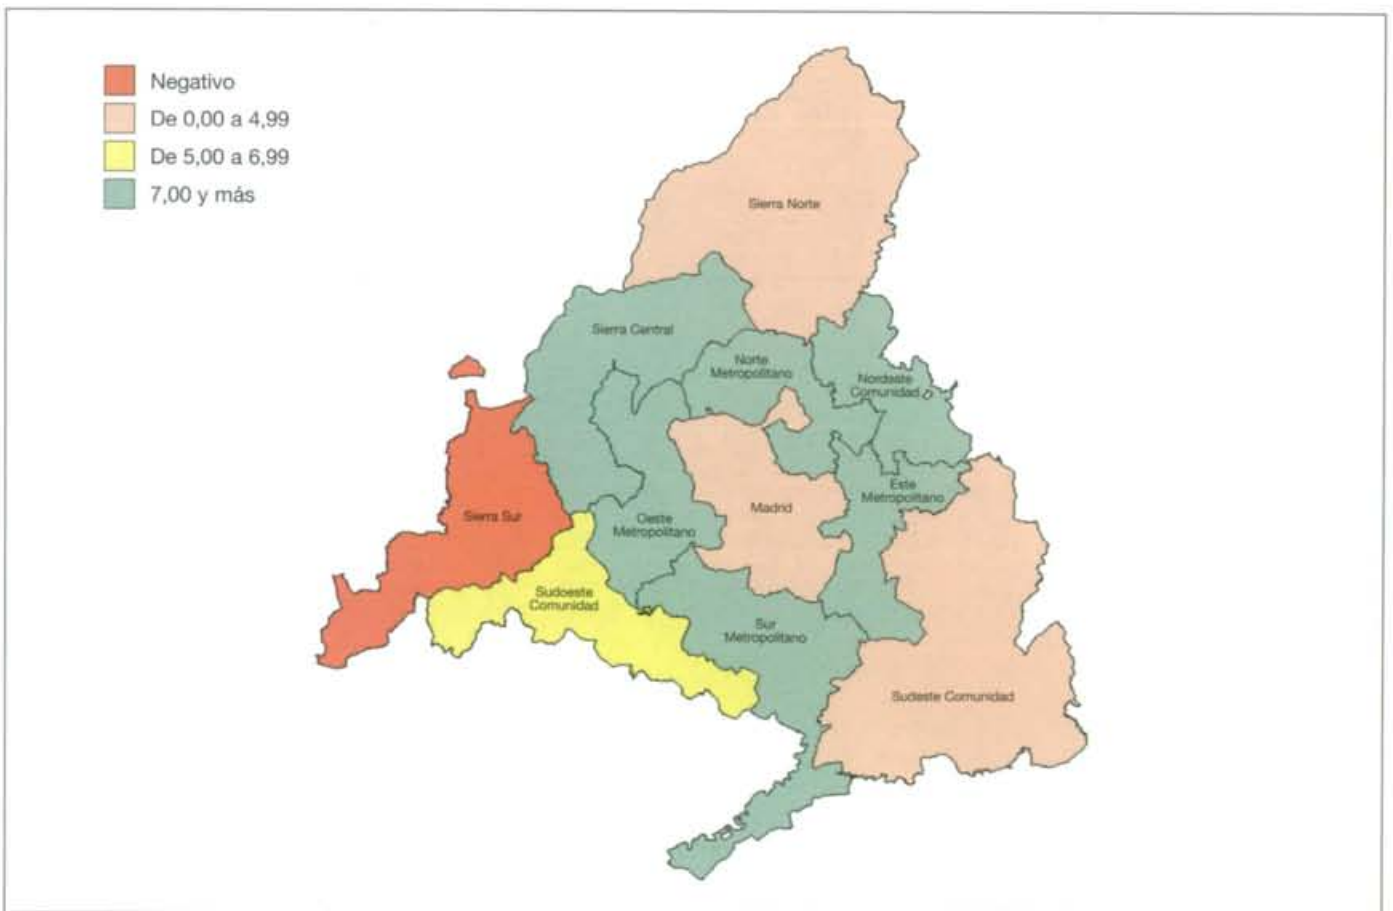 Negativo
De 0,00 a 4,99
De 5,00 a 6,99
7,00 y más
Sierra Norte
Sierra Central
Norte
Metropolitano
Nordeste
Comunidad
Este
Metropolitano
Madrid
Sierra Sur
Oeste
Metropolitano
Sudoeste
Comunidad
Sur
Metropolitano
Sudeste Comunidad